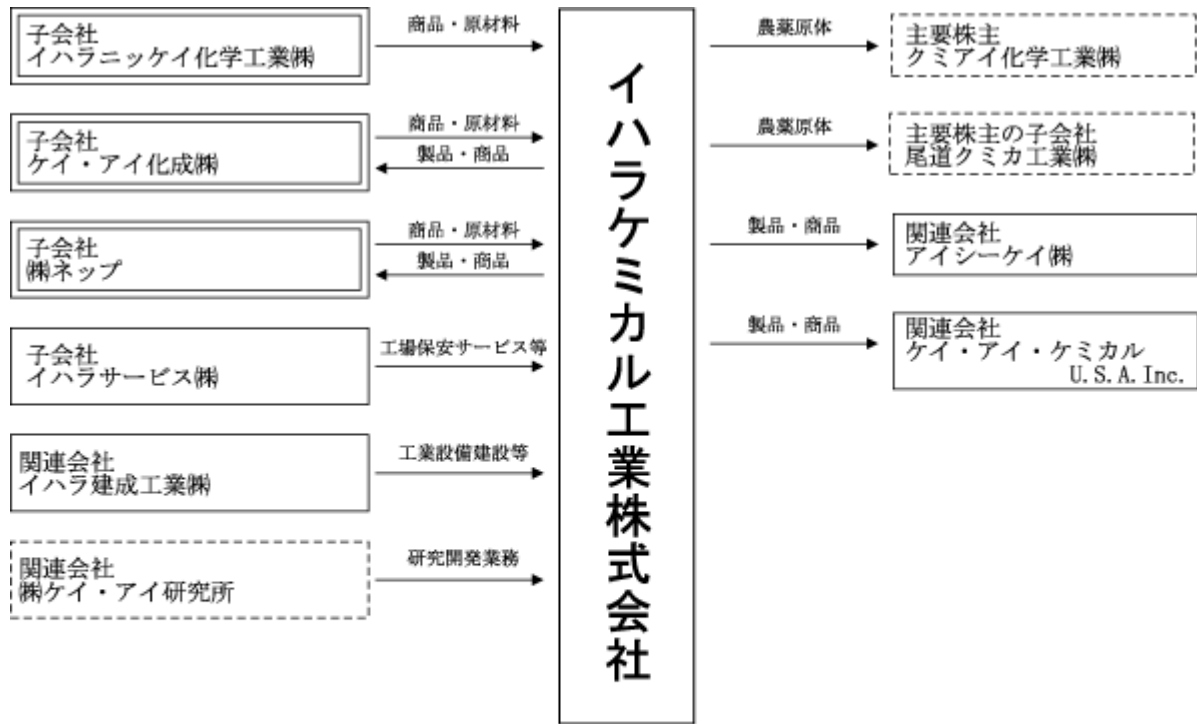 子会社
イハラニッケイ化学工業㈱
商品・原材料
子会社
ケイ・アイ化成㈱
商品・原材料
製品・商品
子会社
㈱ネップ
商品・原材料
製品・商品
子会社
イハラサービス㈱
工場保安サービス等
関連会社
イハラ建成工業㈱
工業設備建設等
関連会社
㈱ケイ・アイ研究所
研究開発業務
イハラケミカル工業株式会社
農薬原体
主要株主
クミアイ化学工業㈱
農薬原体
主要株主の子会社
尾道クミカ工業㈱
製品・商品
関連会社
アイシーケイ㈱
製品・商品
関連会社
ケイ・アイ・ケミカル
U.S.A.Inc.